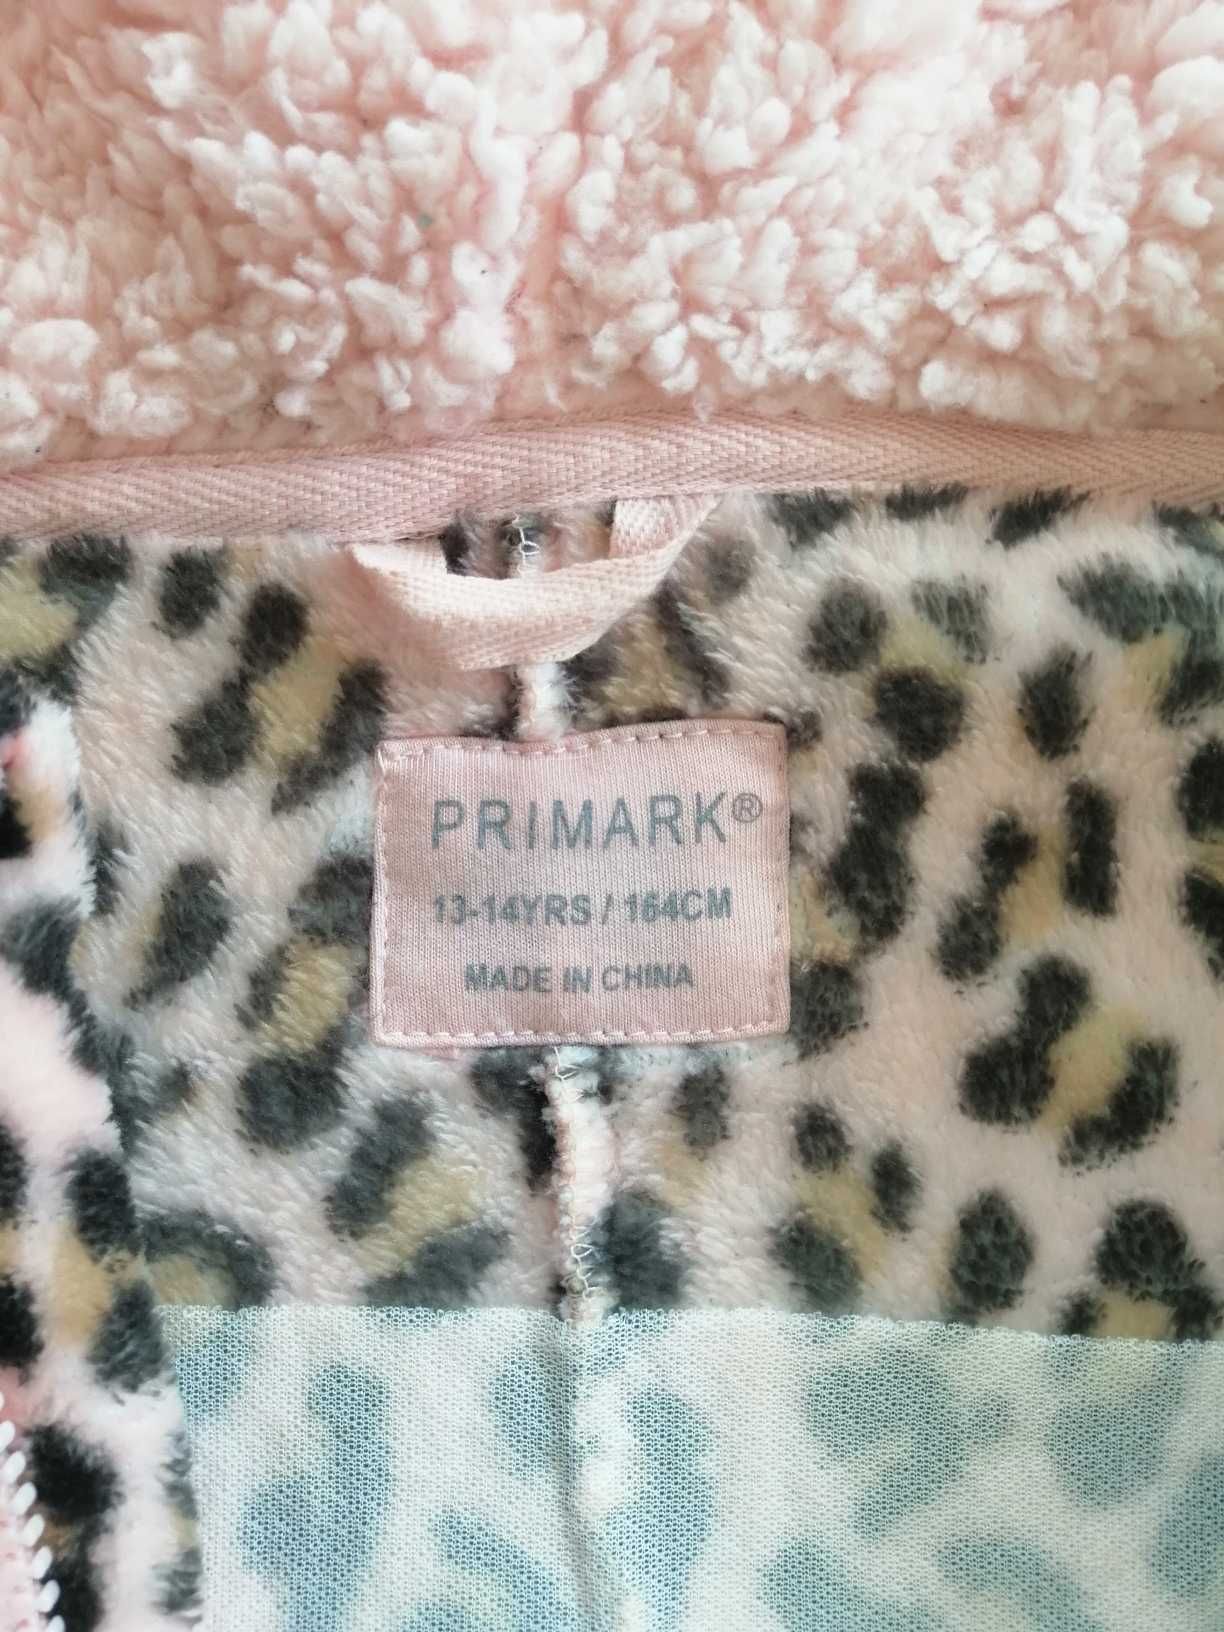 PRIMARK®
13-14YRS / 164CM
MADE IN CHINA